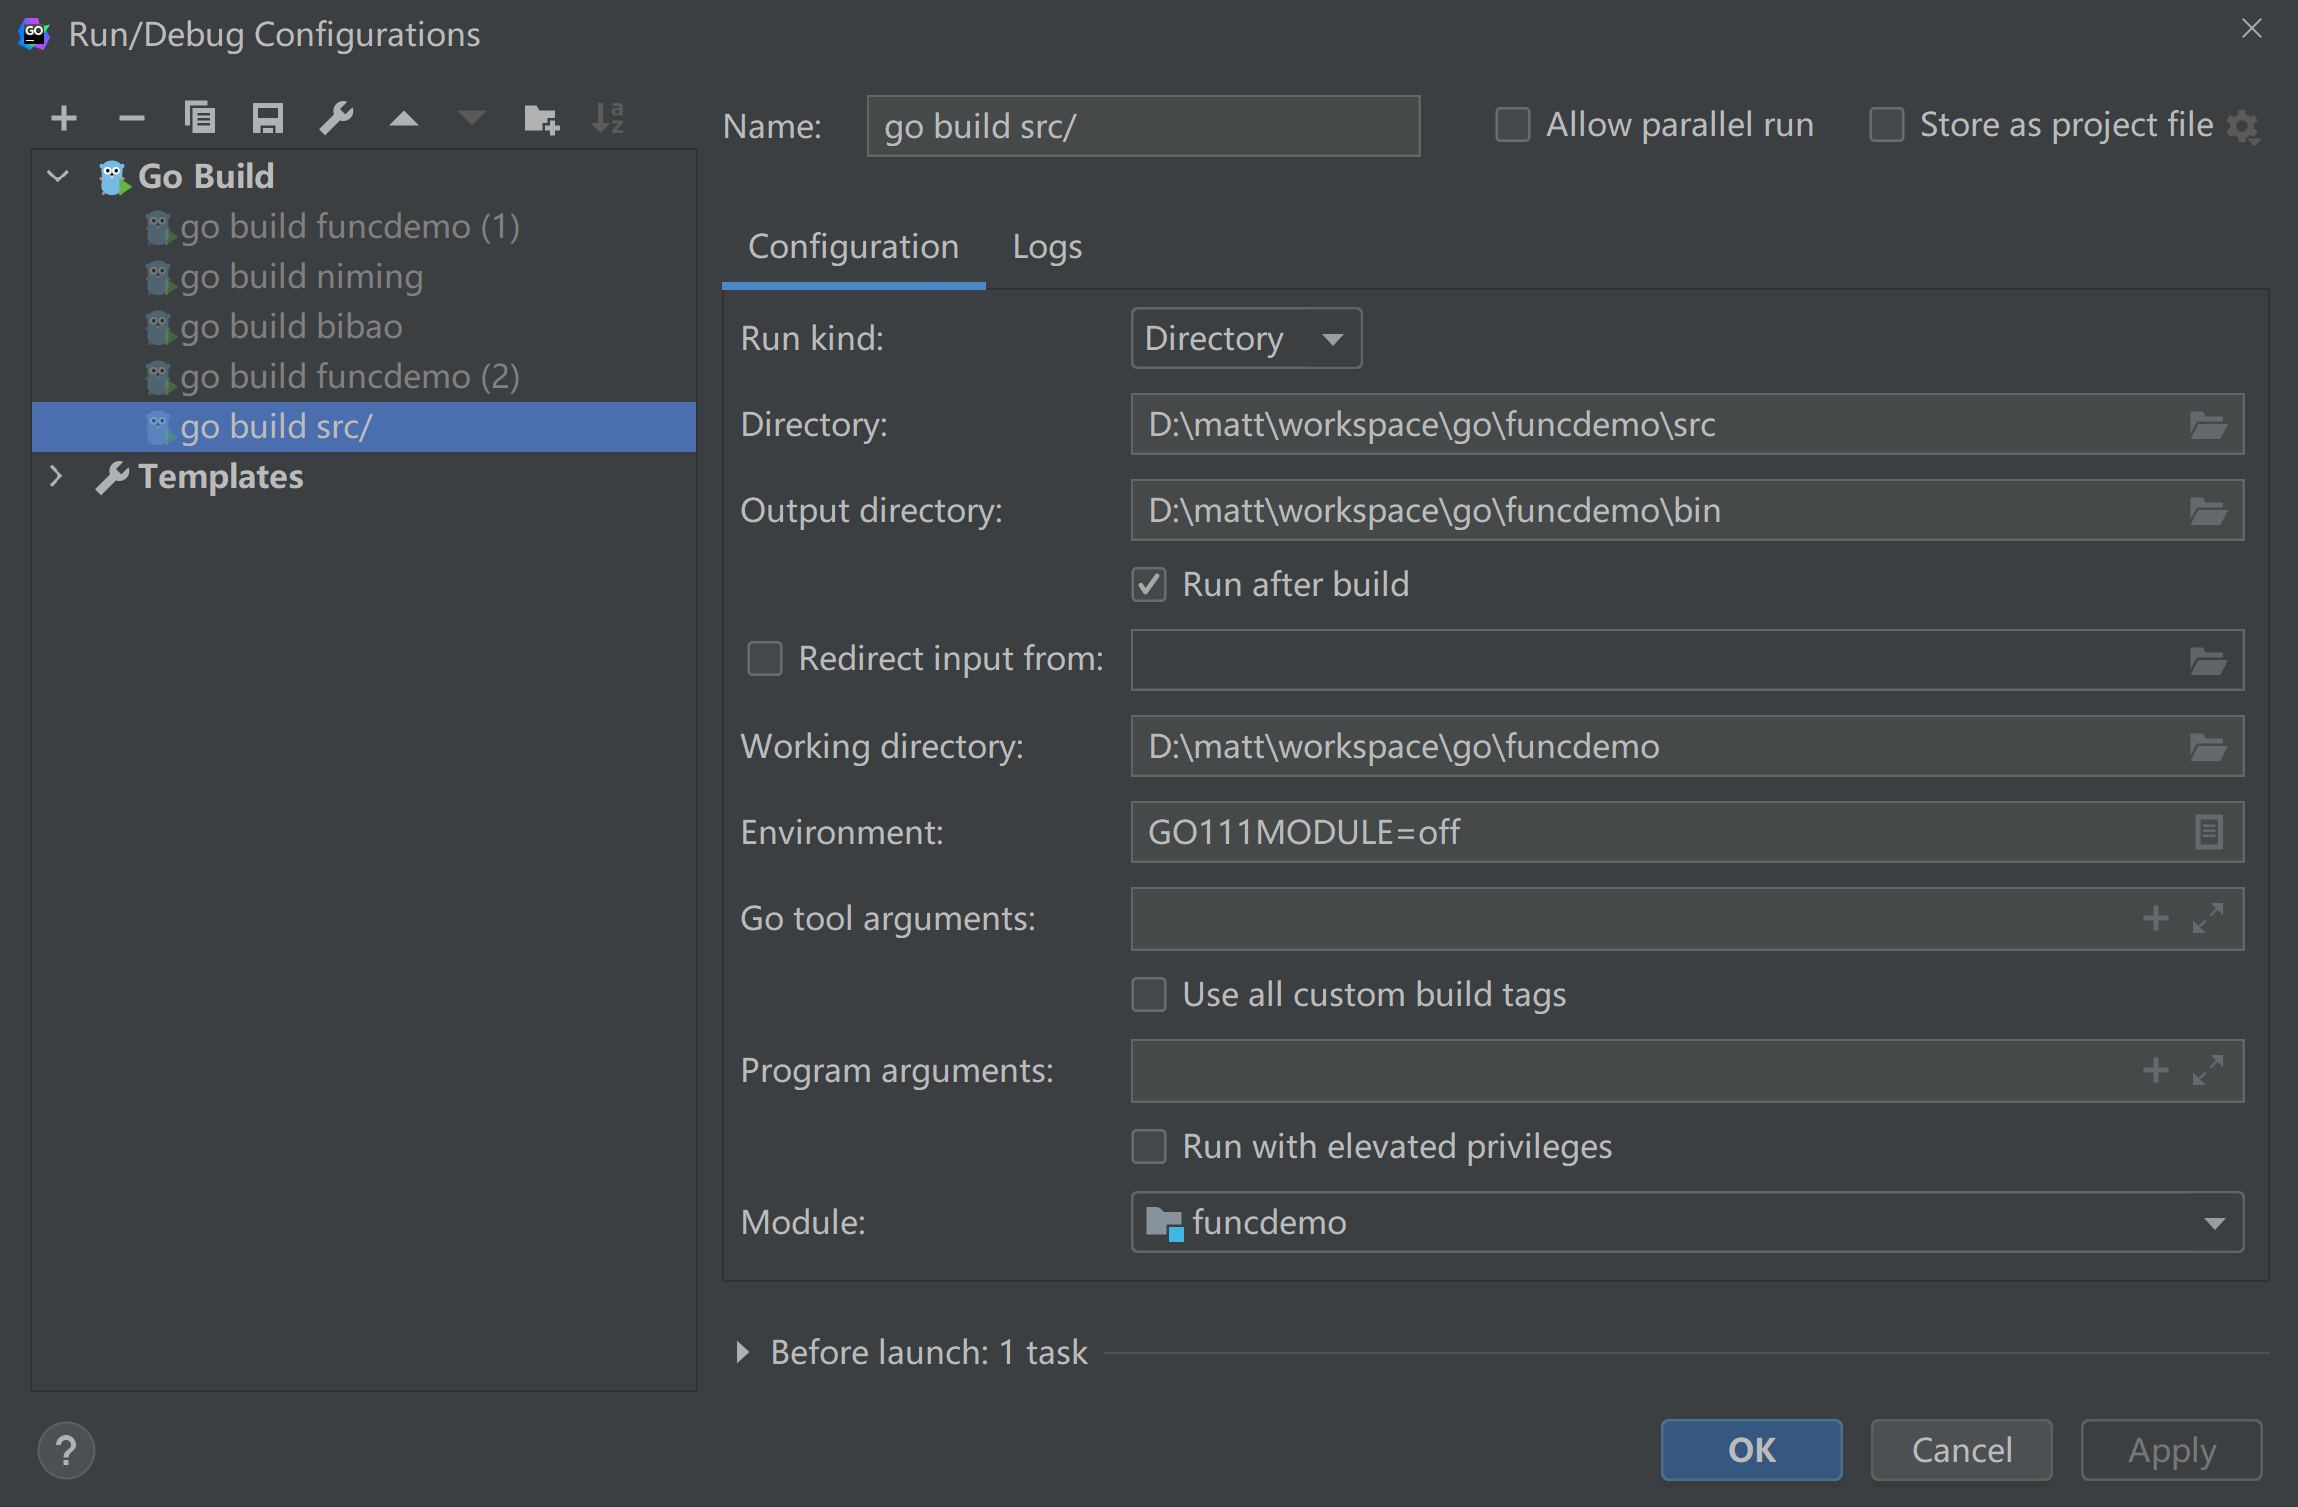 GO
Run/Debug Configurations
Name: go build src/
Allow parallel run
Store as project file
Go Build
go build funcdemo (1)
go build niming
go build bibao
go build funcdemo (2)
go build src/
Templates
Configuration
Logs
Run kind: Directory
Directory: D:\matt\workspace\go\funcdemo\src
Output directory: D:\matt\workspace\go\funcdemo\bin
Run after build
Redirect input from:
Working directory: D:\matt\workspace\go\funcdemo
Environment: GO111MODULE=off
Go tool arguments:
Use all custom build tags
Program arguments:
Run with elevated privileges
Module: funcdemo
Before launch: 1 task
?
OK
Cancel
Apply